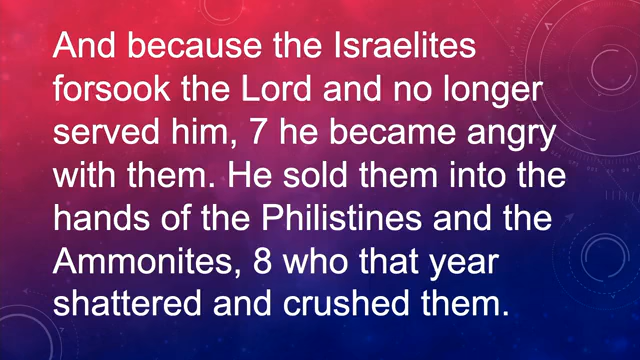 And because the Israelites
forsook the Lord and no longer
served him, 7 he became angry
with them. He sold them into the
hands of the Philistines and the
Ammonites, 8 who that year
shattered and crushed them.